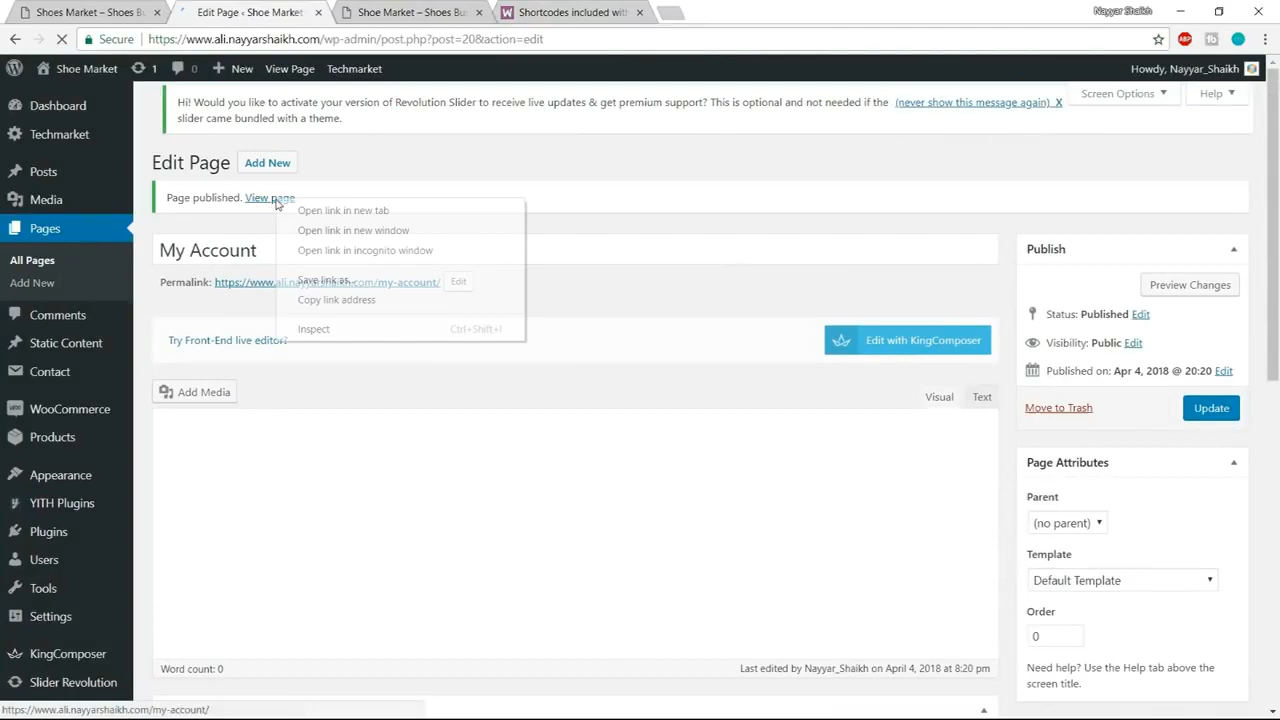 Shoes Market – Shoes Bu
Edit Page ‹ Shoe Market
Shoe Market – Shoes Bu
Shortcodes included wit
Nayyar Shaikh
Secure https://www.ali.nayyarshaikh.com/wp-admin/post.php?post=20&action=edit
Shoe Market 1 0 New View Page Techmarket Howdy, Nayyar_Shaikh
Dashboard
Techmarket
Posts
Media
Pages
All Pages
Add New
Comments
Static Content
Contact
WooCommerce
Products
Appearance
YITH Plugins
Plugins
Users
Tools
Settings
KingComposer
Slider Revolution
Screen Options Help
Hi! Would you like to activate your version of Revolution Slider to receive live updates & get premium support? This is optional and not needed if the
slider came bundled with a theme.
(never show this message again) X
Edit Page Add New
Page published. View page
Open link in new tab
Open link in new window
Open link in incognito window
Save link as...
Copy link address
Inspect Ctrl+Shift+I
My Account
Permalink: https://www.ali.nayyarshaikh.com/my-account/ Edit
Try Front-End live editor!
Edit with KingComposer
Add Media
Visual Text
Word count: 0
Last edited by Nayyar_Shaikh on April 4, 2018 at 8:20 pm
Publish
Preview Changes
Status: Published Edit
Visibility: Public Edit
Published on: Apr 4, 2018 @ 20:20 Edit
Move to Trash Update
Page Attributes
Parent
(no parent)
Template
Default Template
Order
0
Need help? Use the Help tab above the
screen title.
https://www.ali.nayyarshaikh.com/my-account/